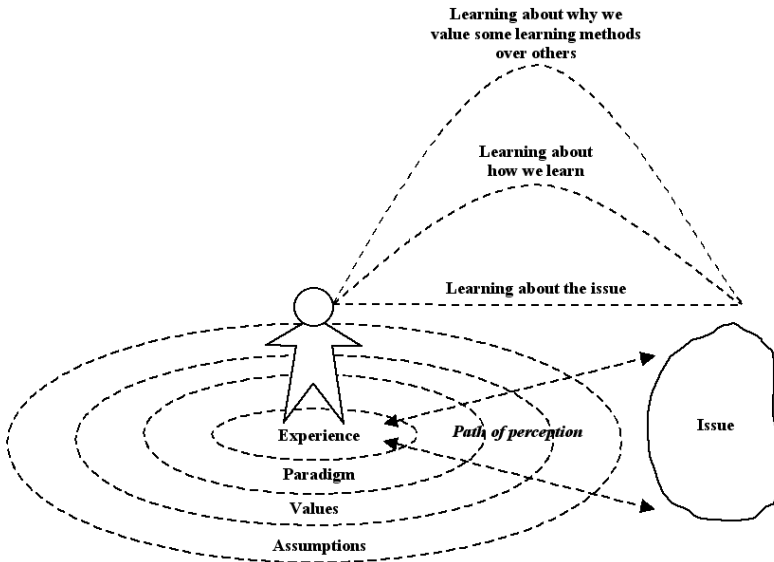 Learning about why we
value some learning methods
over others
Learning about
how we learn
Learning about the issue
Experience
Path of perception
Issue
Paradigm
Values
Assumptions